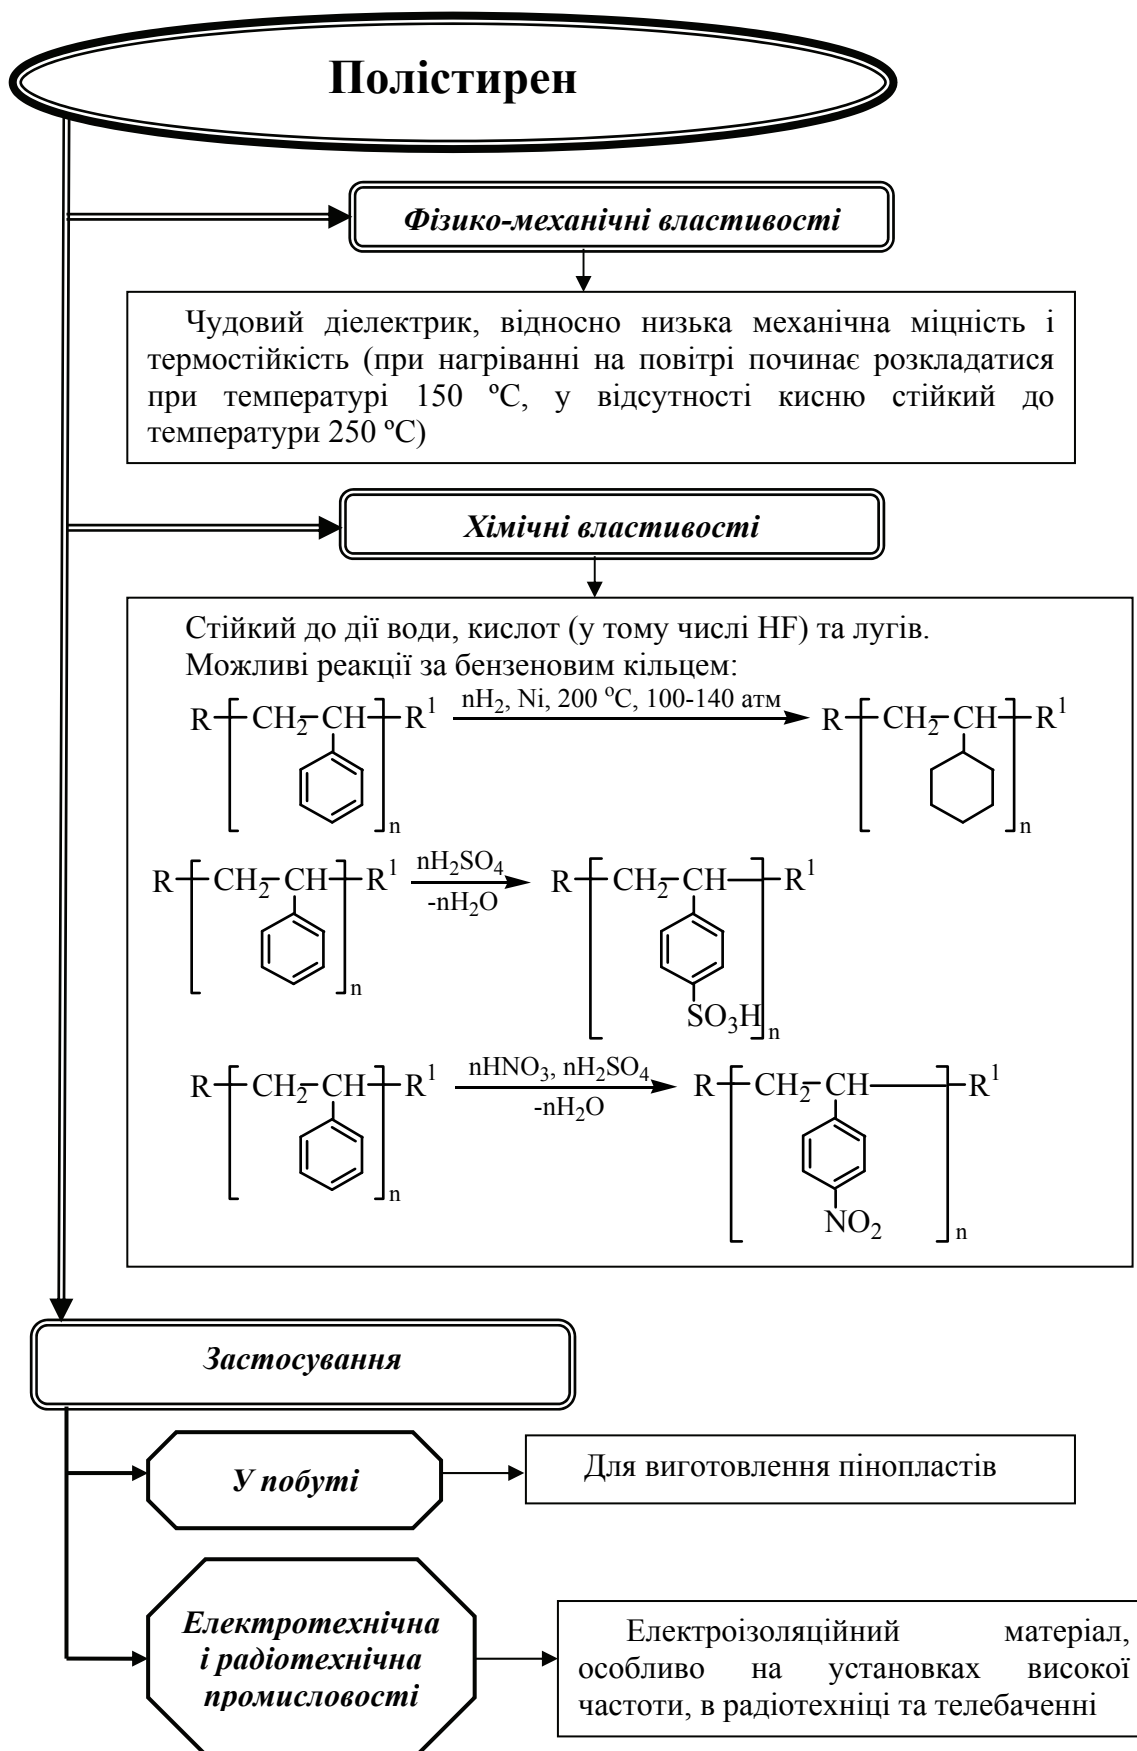 Полістирен
Фізико-механічні властивості
Чудовий діелектрик, відносно низька механічна міцність і
термостійкість (при нагріванні на повітрі починає розкладатися
при температурі 150 ºС, у відсутності кисню стійкий до
температури 250 ºС)
Хімічні властивості
Стійкий до дії води, кислот (у тому числі HF) та лугів.
Можливі реакції за бензеновим кільцем:
nH₂, Ni, 200 °C, 100-140 атм
R CH₂ CH R¹ R CH₂ CH R¹
n n
nH₂SO₄
R CH₂ CH R¹ R CH₂ CH R¹
-nH₂O
n SO₃H n
nHNO₃, nH₂SO₄
R CH₂ CH R¹ R CH₂ CH R¹
-nH₂O
n NO₂ n
Застосування
У побуті
Для виготовлення пінопластів
Електротехнічна
і радіотехнічна
промисловості
Електроізоляційний матеріал,
особливо на установках високої
частоти, в радіотехніці та телебаченні